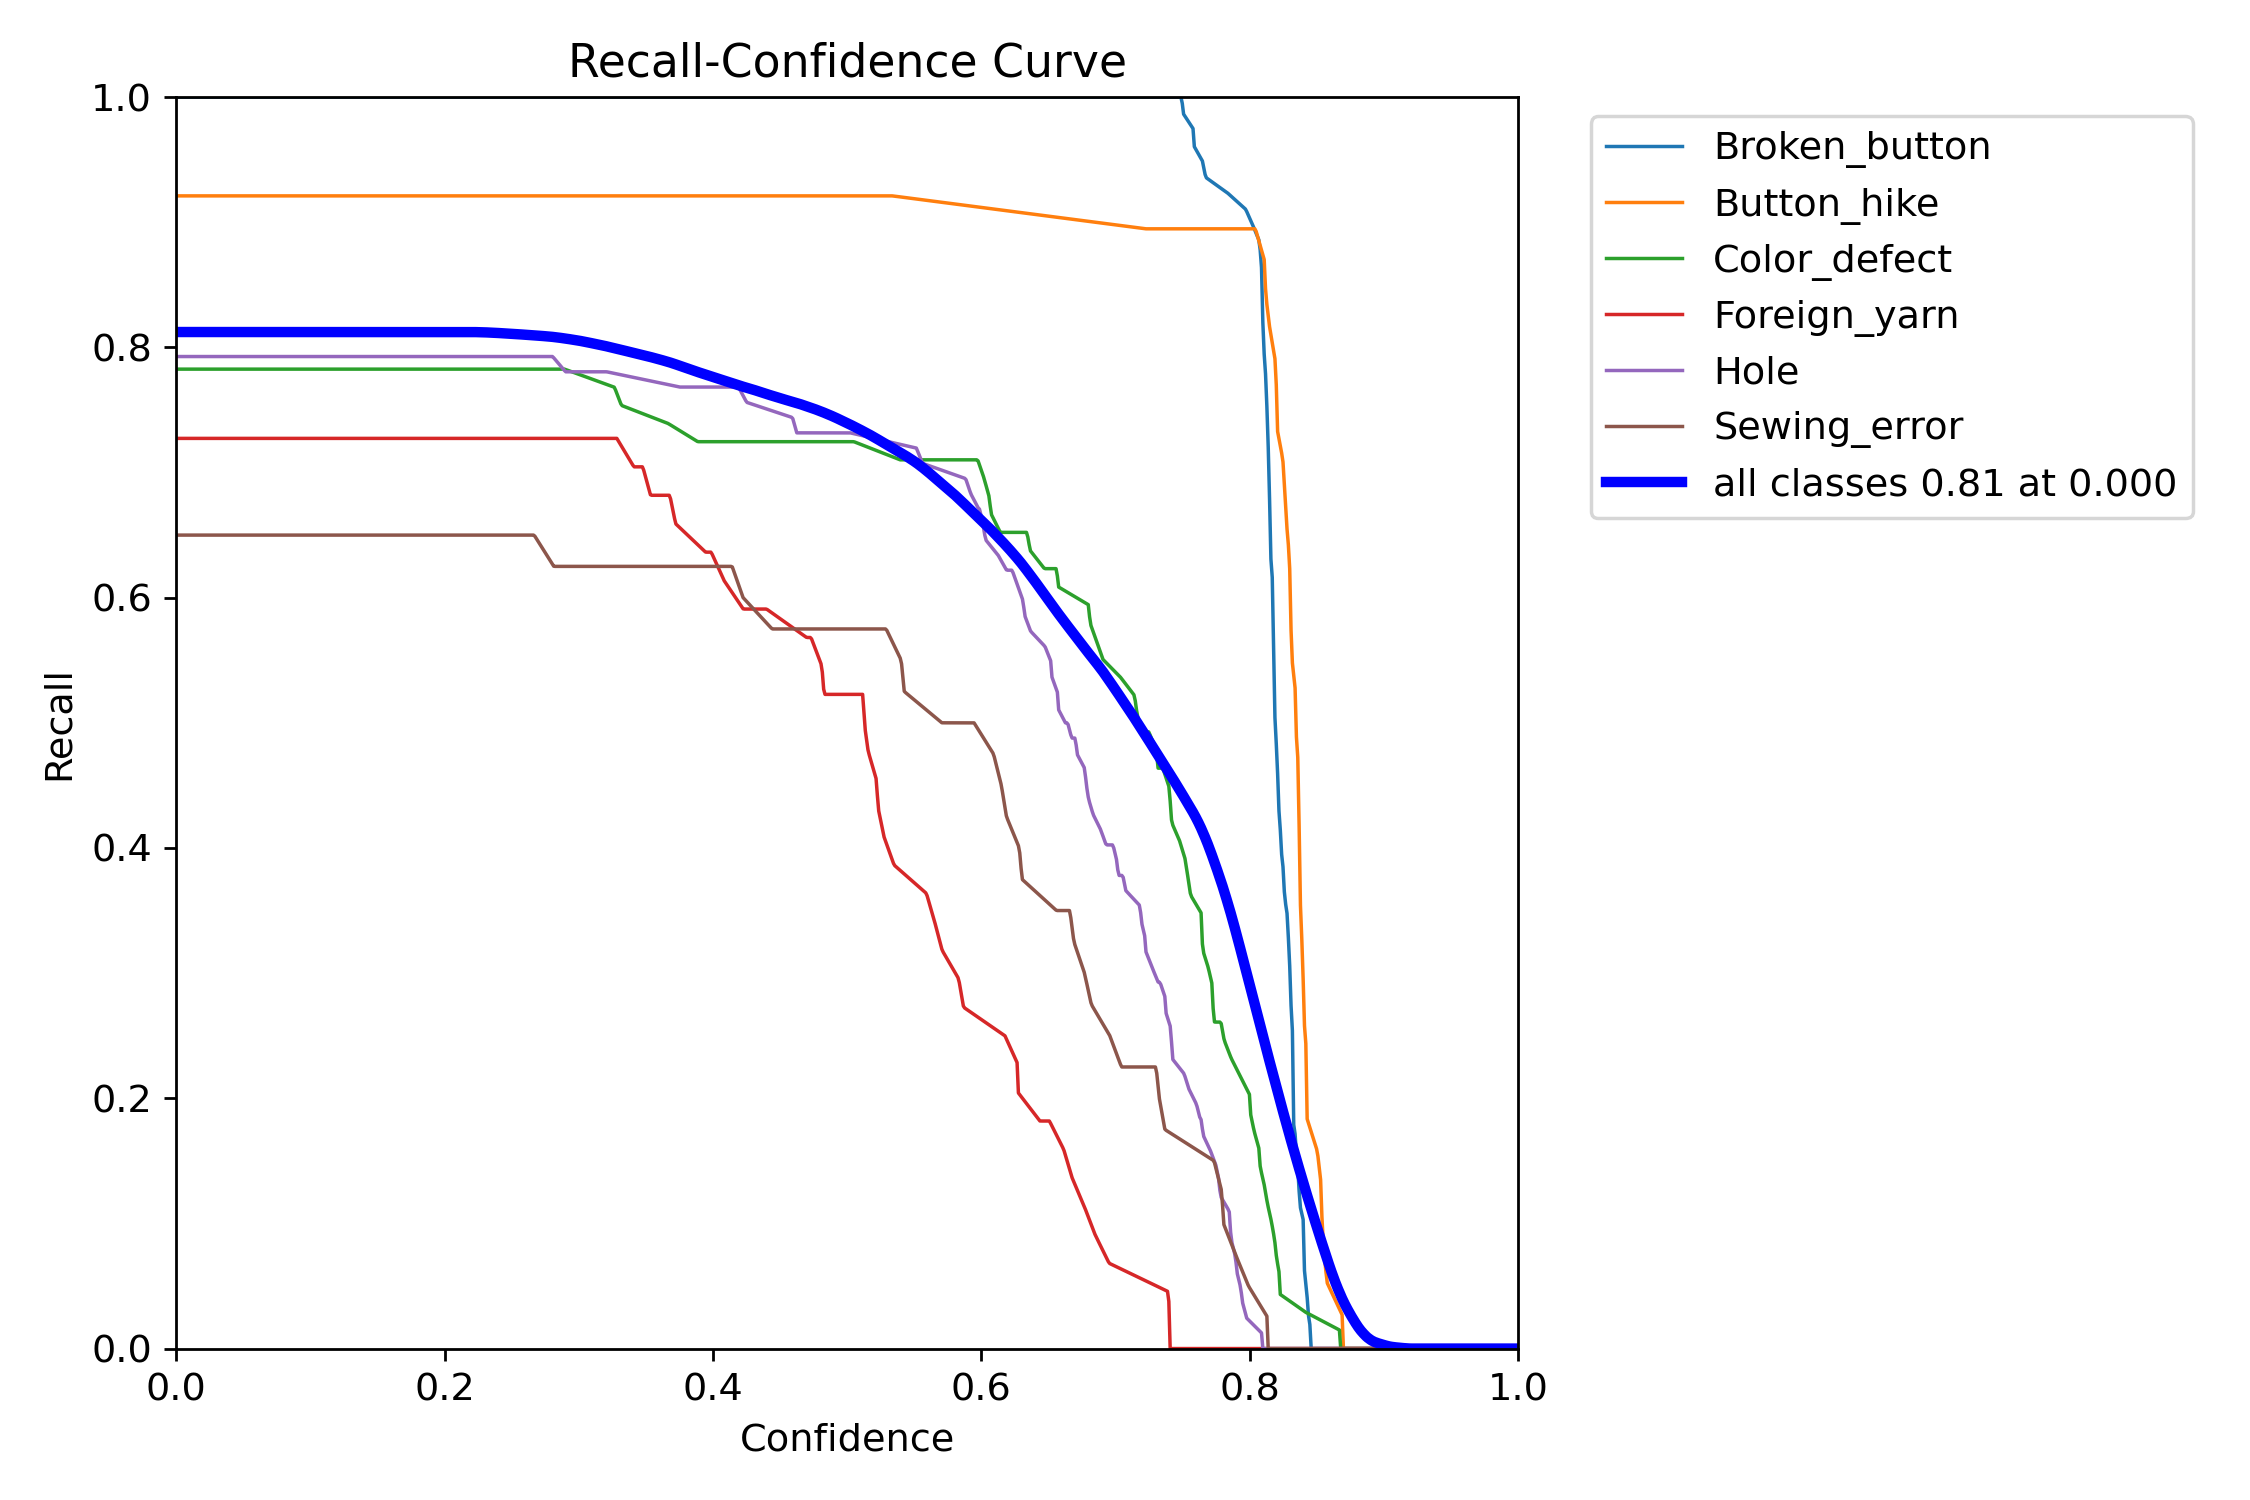 Recall-Confidence Curve
1.0
0.8
0.6
0.4
0.2
0.0
Recall
0.0 0.2 0.4 0.6 0.8 1.0
Confidence
Broken_button
Button_hike
Color_defect
Foreign_yarn
Hole
Sewing_error
all classes 0.81 at 0.000